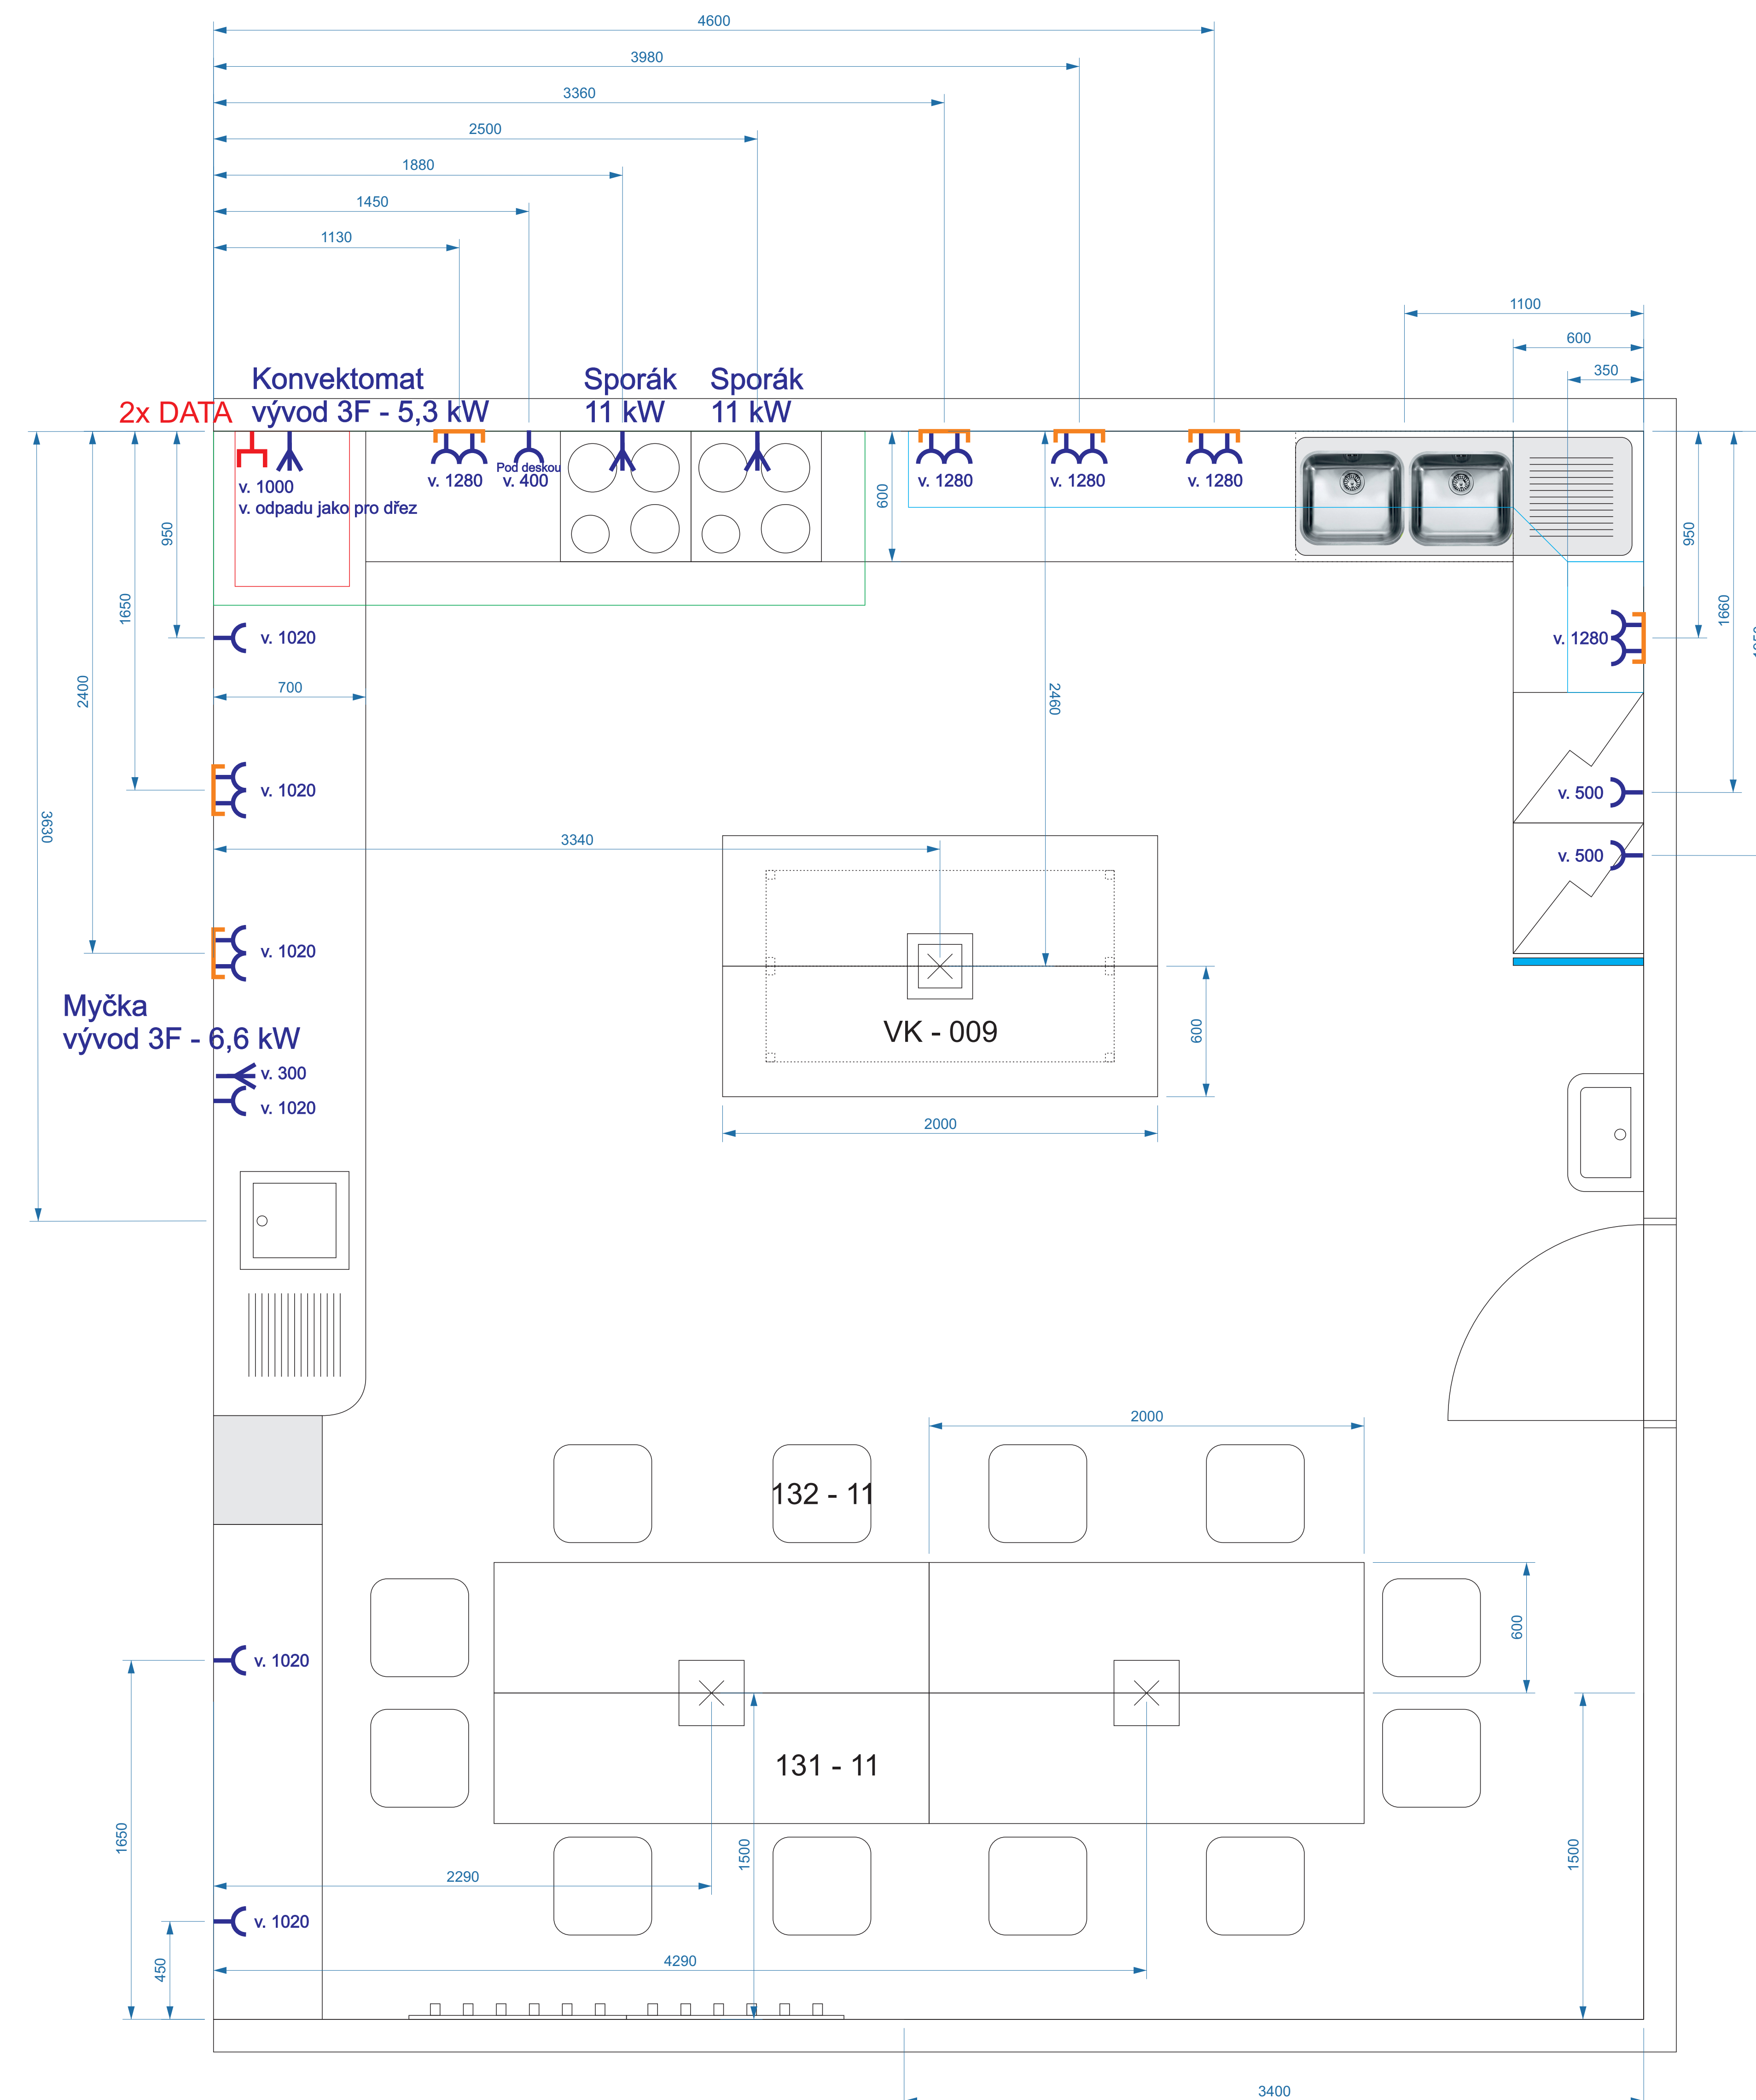 4600
3980
3360
2500
1880
1450
1130
1100
600
350
Konvektomat
2x DATA vývod 3F - 5,3 kW
Sporák
11 kW
Sporák
11 kW
v. 1000
v. odpadu jako pro dřez
v. 1280
Pod deskou
v. 400
v. 1280
v. 1280
v. 1280
600
950
1650
2400
3630
950
1660
v. 1020
v. 1280
700
2460
v. 1020
v. 500
3340
v. 500
v. 1020
Myčka
vývod 3F - 6,6 kW
VK - 009
600
v. 300
v. 1020
2000
2000
132 - 11
600
v. 1020
131 - 11
1650
1500
1500
2290
v. 1020
450
4290
3400